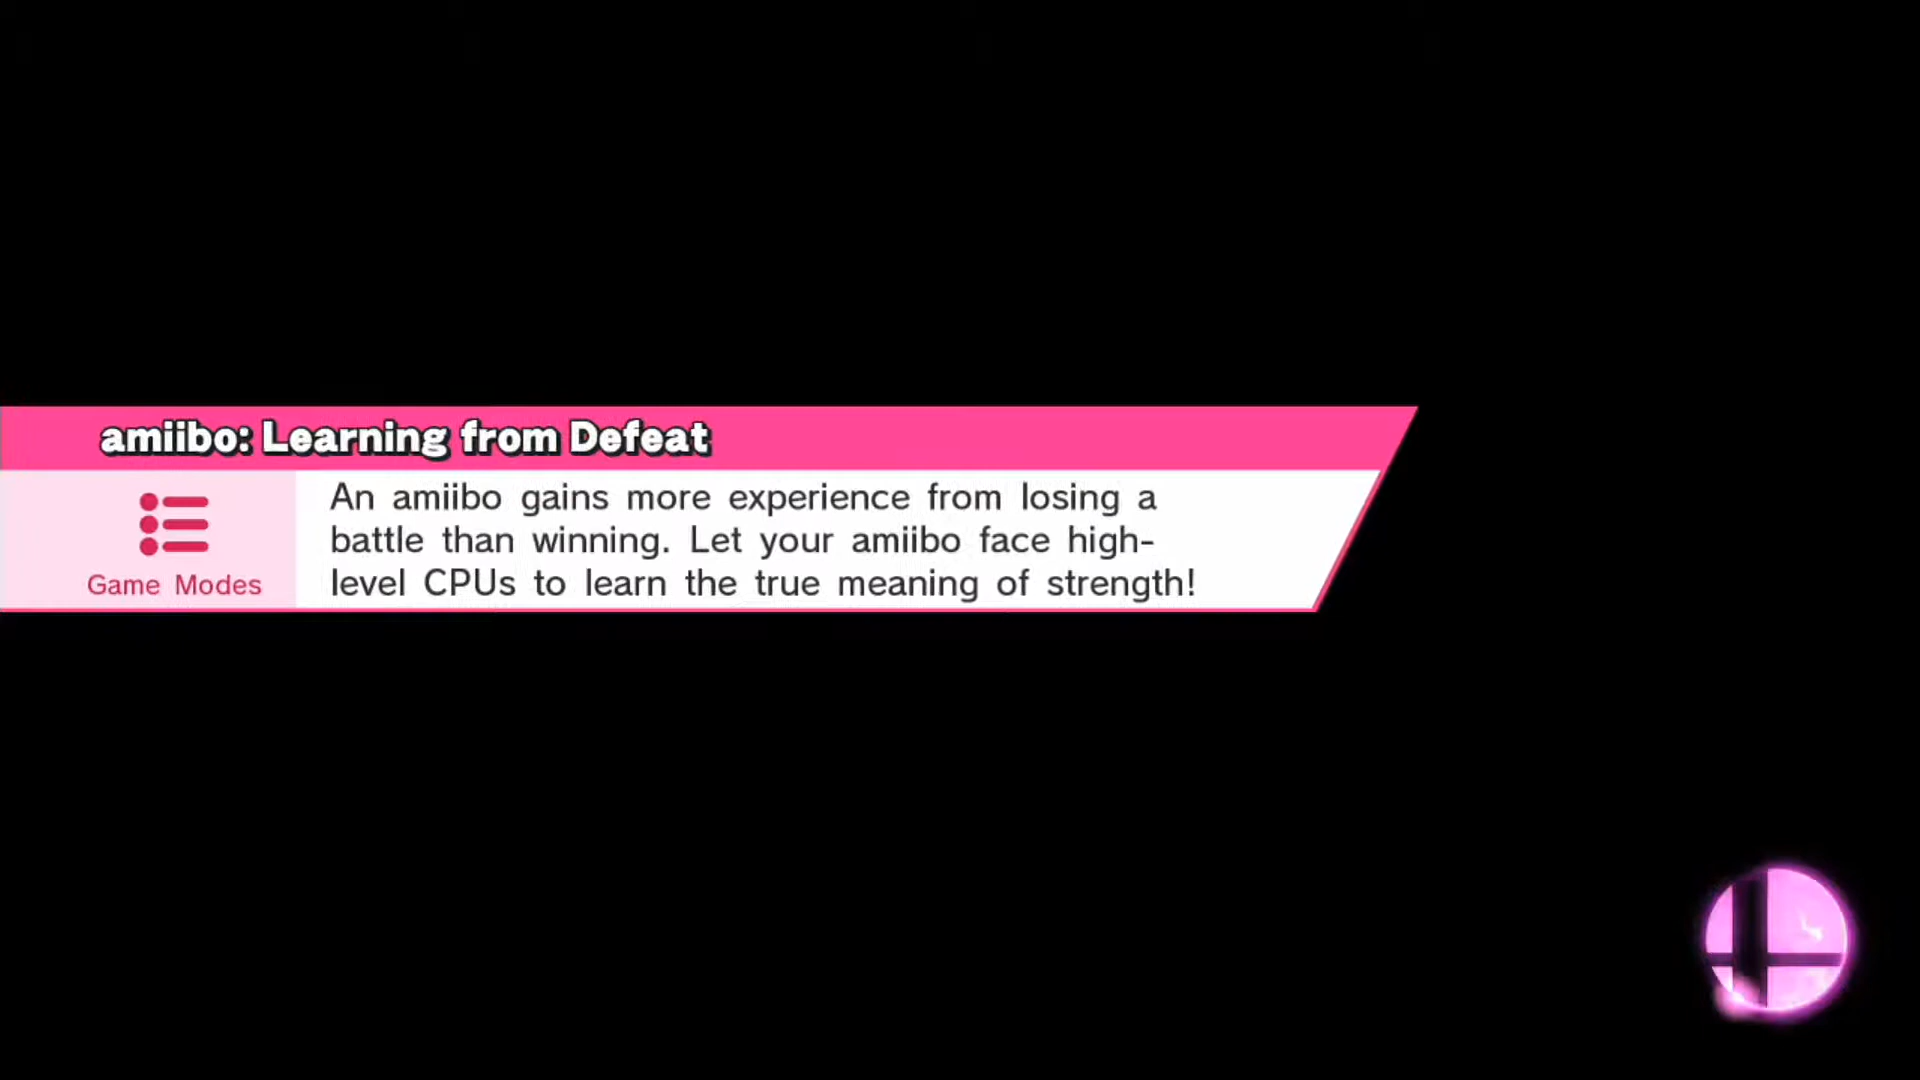 amiibo: Learning from Defeat
An amiibo gains more experience from losing a
battle than winning. Let your amiibo face high-
level CPUs to learn the true meaning of strength!
Game Modes